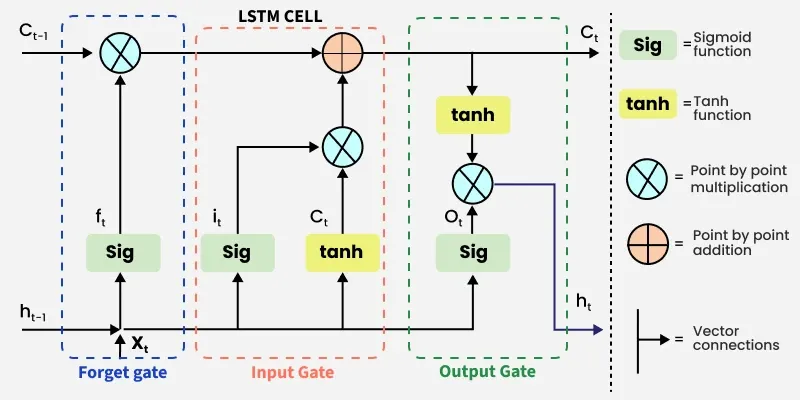 LSTM CELL
C_t-1
C_t
tanh
f_t
i_t
C_t
O_t
Sig
Sig
tanh
Sig
h_t-1
X_t
h_t
Forget gate
Input Gate
Output Gate
Sig
=Sigmoid
function
tanh
=Tanh
function
= Point by point
multiplication
= Point by point
addition
= Vector
connections